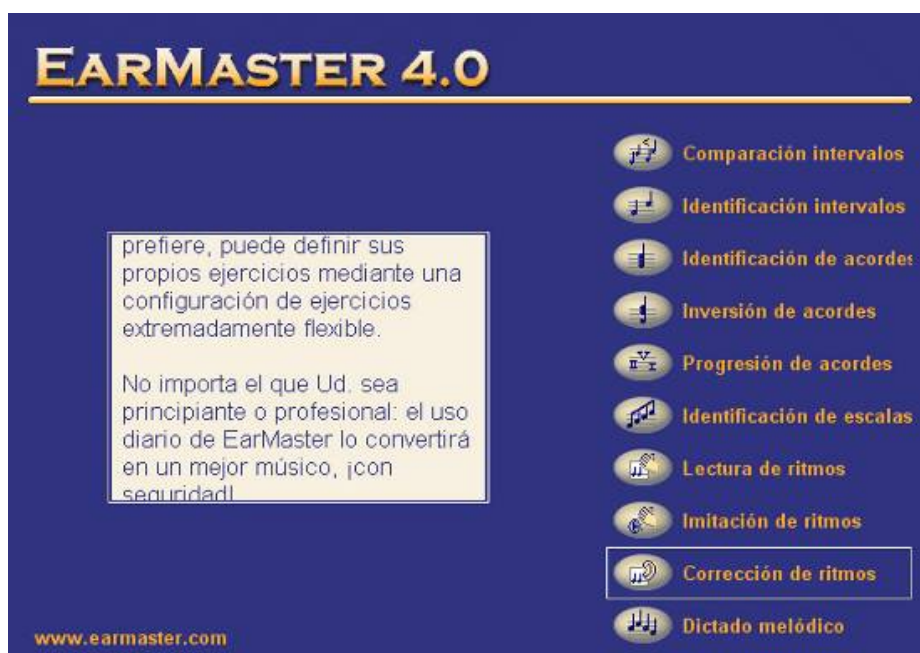 EARMASTER 4.0
prefiere, puede definir sus
propios ejercicios mediante una
configuración de ejercicios
extremadamente flexible.
No importa el que Ud. sea
principiante o profesional: el uso
diario de EarMaster lo convertirá
en un mejor músico, ¡con
seguridad!
Comparación intervalos
Identificación intervalos
Identificación de acordes
Inversión de acordes
Progresión de acordes
Identificación de escalas
Lectura de ritmos
Imitación de ritmos
Corrección de ritmos
Dictado melódico
www.earmaster.com